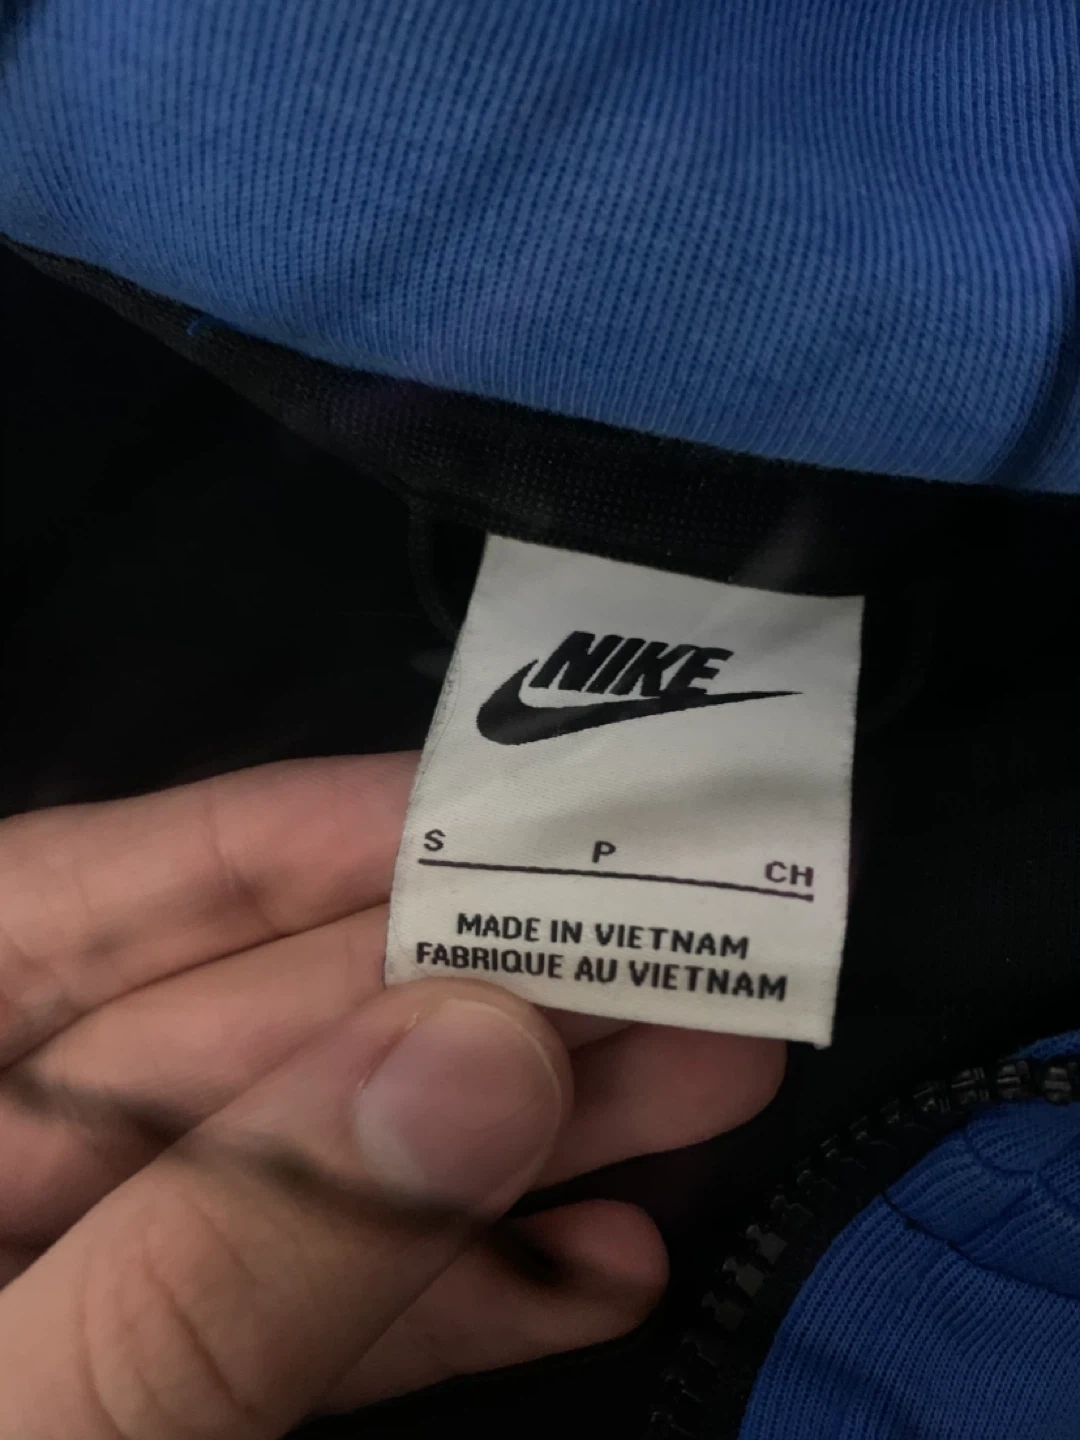 NIKE
S P CH
MADE IN VIETNAM
FABRIQUE AU VIETNAM